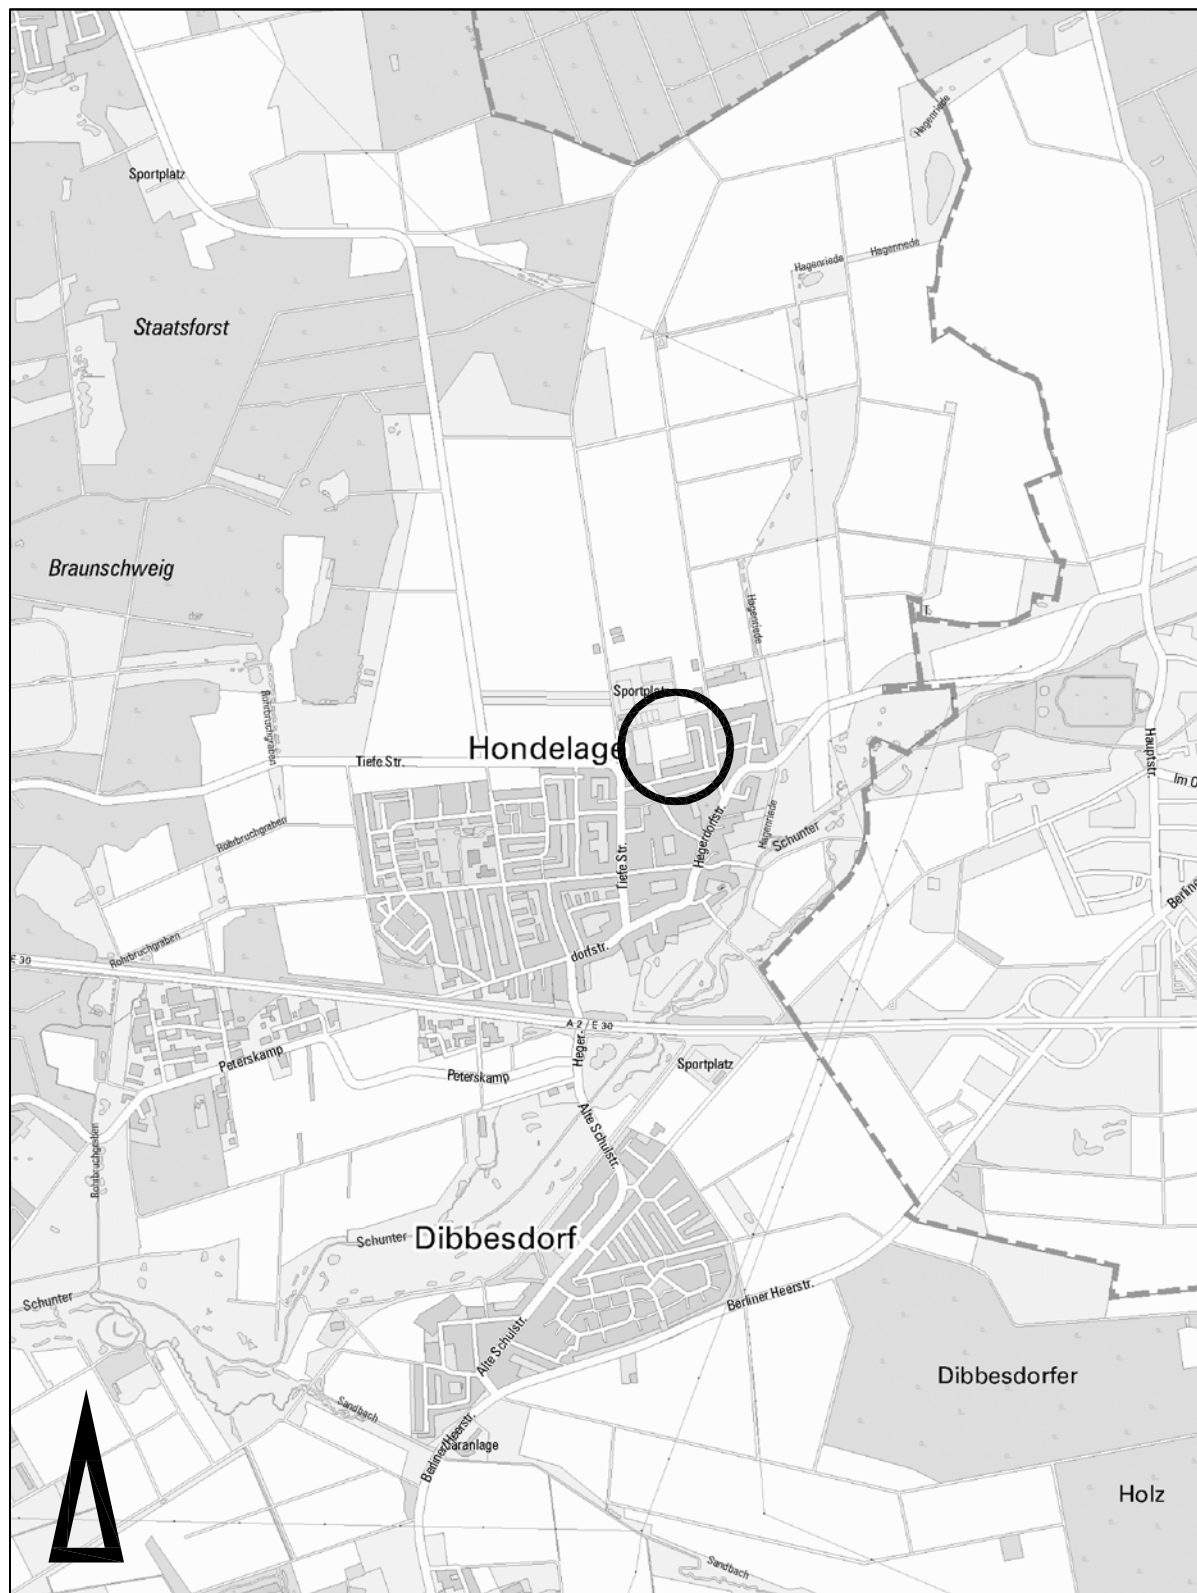 Hagenriede
Sportplatz
Hagenriede
Hagenriede
Staatsforst
Braunschweig
Hagenriede
T.
Sportplatz
Rohrbruchgraben
Hondelage
Tiefe Str.
Hauptstr.
Im O
Hagenriede
Rohrbruchgraben
Hegerdorfstr.
Schunter
Tiefe Str.
Berline
Rohrbruchgraben
dorfstr.
E 30
A 2 / E 30
Heger-
Peterskamp
Peterskamp
Sportplatz
Alte Schulstr.
Rohrbruchgraben
Schunter
Dibbesdorf
Schunter
Berliner Heerstr.
Alte Schulstr.
Dibbesdorfer
Sandbach
Berliner Heerstr.
aranlage
Holz
Sandbach